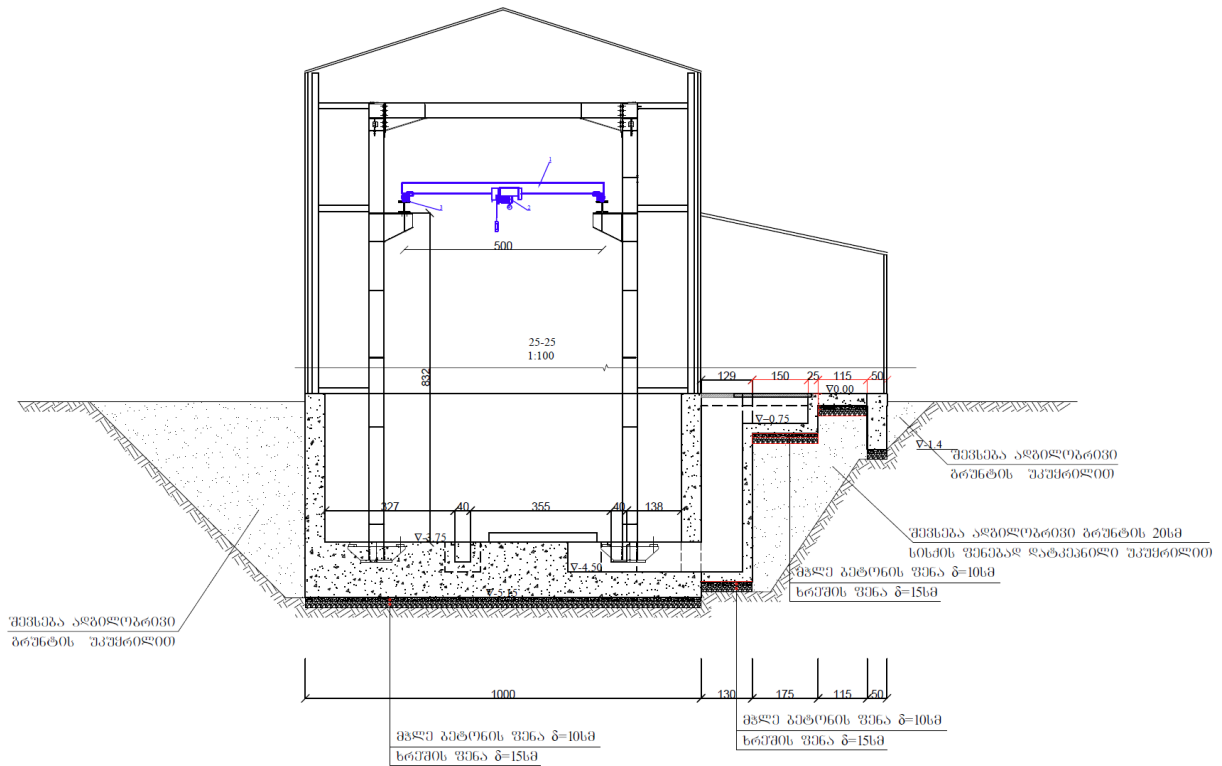 1
3
2
500
25-25
1:100
832
129 150 25 115 50
∇0.00
∇-0.75
∇-1.4
შევსება ადგილობრივი
გრუნტის უკუყრილით
327 40 355 40 138
∇-3.75
∇-4.50
შევსება ადგილობრივი გრუნტის 20სმ
სისქის ფენებად დატკეპნილი უკუყრილით
მჭლე ბეტონის ფენა δ=10სმ
ხრეშის ფენა δ=15სმ
შევსება ადგილობრივი
გრუნტის უკუყრილით
1000 130 175 115 50
მჭლე ბეტონის ფენა δ=10სმ
ხრეშის ფენა δ=15სმ
მჭლე ბეტონის ფენა δ=10სმ
ხრეშის ფენა δ=15სმ